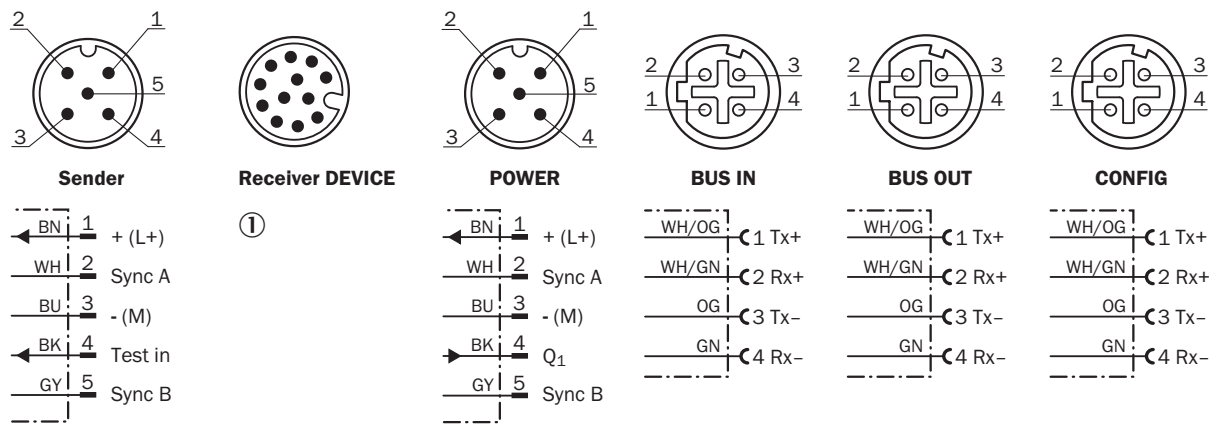 2 1
5
3 4
Sender
BN 1 + (L+)
WH 2 Sync A
BU 3 - (M)
BK 4 Test in
GY 5 Sync B
Receiver DEVICE
①
2 1
5
3 4
POWER
BN 1 + (L+)
WH 2 Sync A
BU 3 - (M)
BK 4 Q₁
GY 5 Sync B
2 3
1 4
BUS IN
WH/OG 1 Tx+
WH/GN 2 Rx+
OG 3 Tx–
GN 4 Rx–
2 3
1 4
BUS OUT
WH/OG 1 Tx+
WH/GN 2 Rx+
OG 3 Tx–
GN 4 Rx–
2 3
1 4
CONFIG
WH/OG 1 Tx+
WH/GN 2 Rx+
OG 3 Tx–
GN 4 Rx–